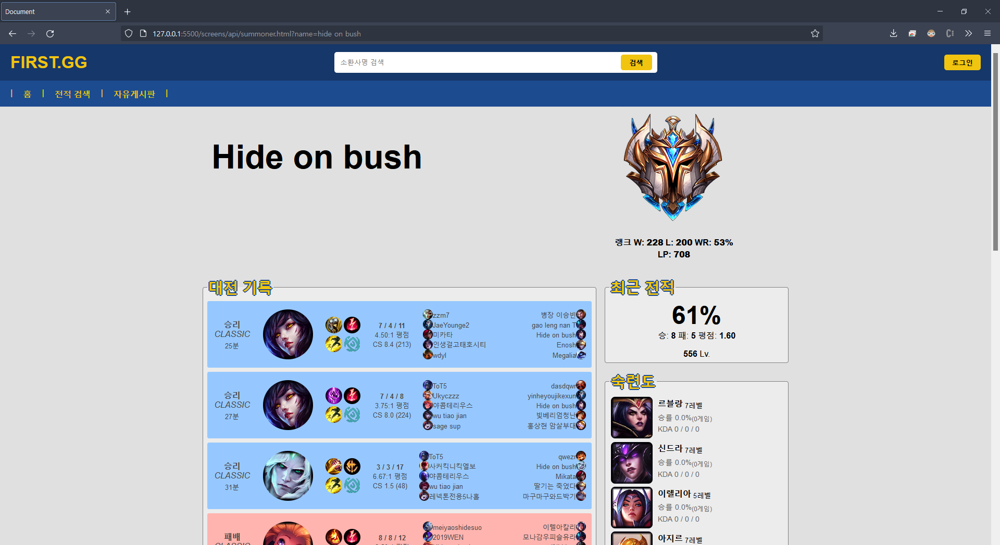 Document
127.0.0.1:5500/screens/api/summoner.html?name=hide on bush
FIRST.GG
소환사명 검색
검색
로그인
| 홈 | 전적 검색 | 자유게시판 |
Hide on bush
랭크 W: 228 L: 200 WR: 53%
LP: 708
대전 기록
승리
CLASSIC
25분
7 / 4 / 11
4.50:1 평점
CS 8.4 (213)
zzm7
JaeYounge2
미카타
인생걸고태호시티
wdyl
병장 이승빈
gao leng nan T
Hide on bush
Enosh
Megalia
승리
CLASSIC
27분
7 / 4 / 8
3.75:1 평점
CS 8.0 (224)
ToT5
Ukyczzz
야콤테리우스
wu tiao jian
sage sup
dasdqwr
yinheyoujikexun
Hide on bush
빛베리엄청난
홍상현 암살부대
승리
CLASSIC
31분
3 / 3 / 17
6.67:1 평점
CS 1.5 (48)
ToT5
사커킥니킥엘보
야콤테리우스
wu tiao jian
레넥톤전용5나홀
qwezr
Hide on bush
Mikata
딸기는 죽었다
마구마구와드박기
패배
CLASSIC
8 / 8 / 12
meiyaoshidesuo
2019WEN
이렐아칼리
모나감우피슬유라
최근 전적
61%
승: 8 패: 5 평점: 1.60
556 Lv.
숙련도
르블랑 7레벨
승률 0.0%(0게임)
KDA 0 / 0 / 0
신드라 7레벨
승률 0.0%(0게임)
KDA 0 / 0 / 0
이렐리아 5레벨
승률 0.0%(0게임)
KDA 0 / 0 / 0
아지르 7레벨